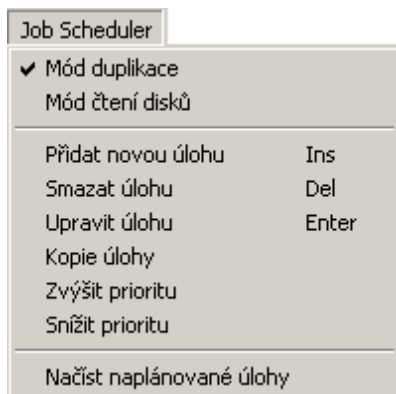 Job Scheduler
Mód duplikace
Mód čtení disků
Přidat novou úlohu Ins
Smazat úlohu Del
Upravit úlohu Enter
Kopie úlohy
Zvýšit prioritu
Snížit prioritu
Načíst naplánované úlohy